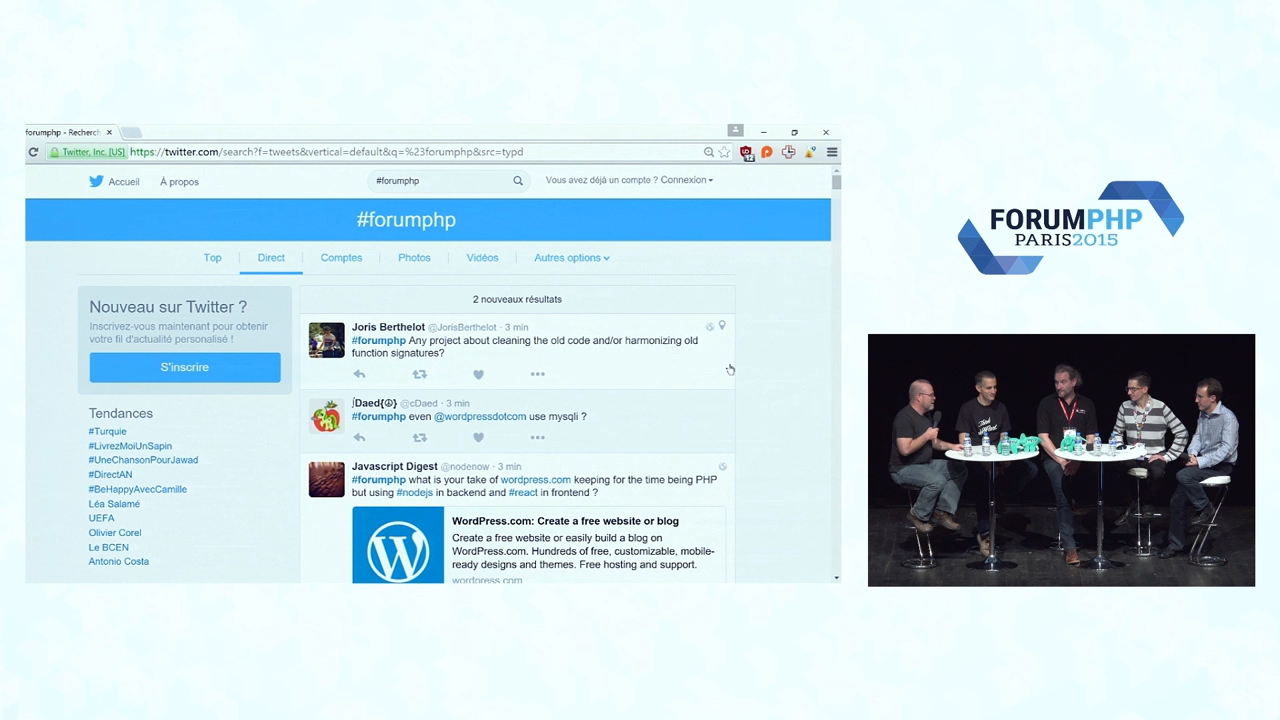 forumphp - Recherch
Twitter, Inc. [US] https://twitter.com/search?f=tweets&vertical=default&q=%23forumphp&src=typd
Accueil À propos #forumphp Vous avez déjà un compte ? Connexion
#forumphp
Top Direct Comptes Photos Vidéos Autres options
Nouveau sur Twitter ?
Inscrivez-vous maintenant pour obtenir
votre fil d'actualité personalisé !
S'inscrire
Tendances
#Turquie
#LivrezMoiUnSapin
#UneChansonPourJawad
#DirectAN
#BeHappyAvecCamille
Léa Salamé
UEFA
Olivier Corel
Le BCEN
Antonio Costa
2 nouveaux résultats
Joris Berthelot @JorisBerthelot · 3 min
#forumphp Any project about cleaning the old code and/or harmonizing old
function signatures?
∫Daed{☮} @cDaed · 3 min
#forumphp even @wordpressdotcom use mysqli ?
Javascript Digest @nodenow · 3 min
#forumphp what is your take of wordpress.com keeping for the time being PHP
but using #nodejs in backend and #react in frontend ?
WordPress.com: Create a free website or blog
Create a free website or easily build a blog on
WordPress.com. Hundreds of free, customizable, mobile-
ready designs and themes. Free hosting and support.
wordpress.com
FORUMPHP
PARIS2015